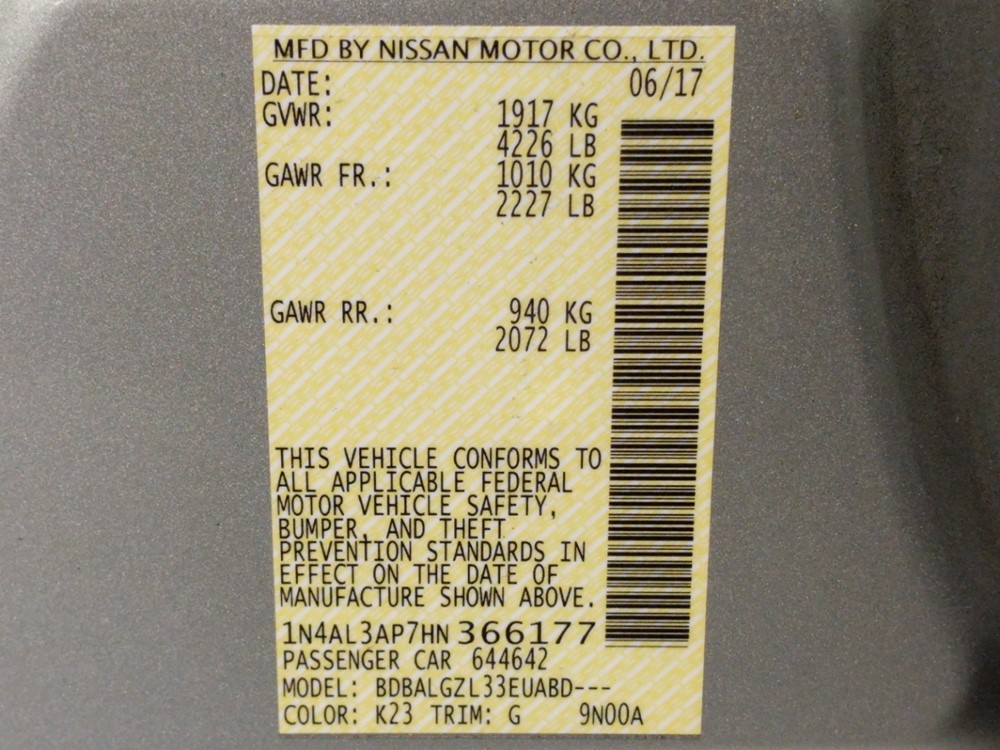 MFD BY NISSAN MOTOR CO., LTD.
DATE: 06/17
GVWR: 1917 KG
4226 LB
GAWR FR.: 1010 KG
2227 LB
GAWR RR.: 940 KG
2072 LB
THIS VEHICLE CONFORMS TO
ALL APPLICABLE FEDERAL
MOTOR VEHICLE SAFETY,
BUMPER, AND THEFT
PREVENTION STANDARDS IN
EFFECT ON THE DATE OF
MANUFACTURE SHOWN ABOVE.
1N4AL3AP7HN 366177
PASSENGER CAR 644642
MODEL: BDBALGZL33EUABD---
COLOR: K23 TRIM: G 9N00A